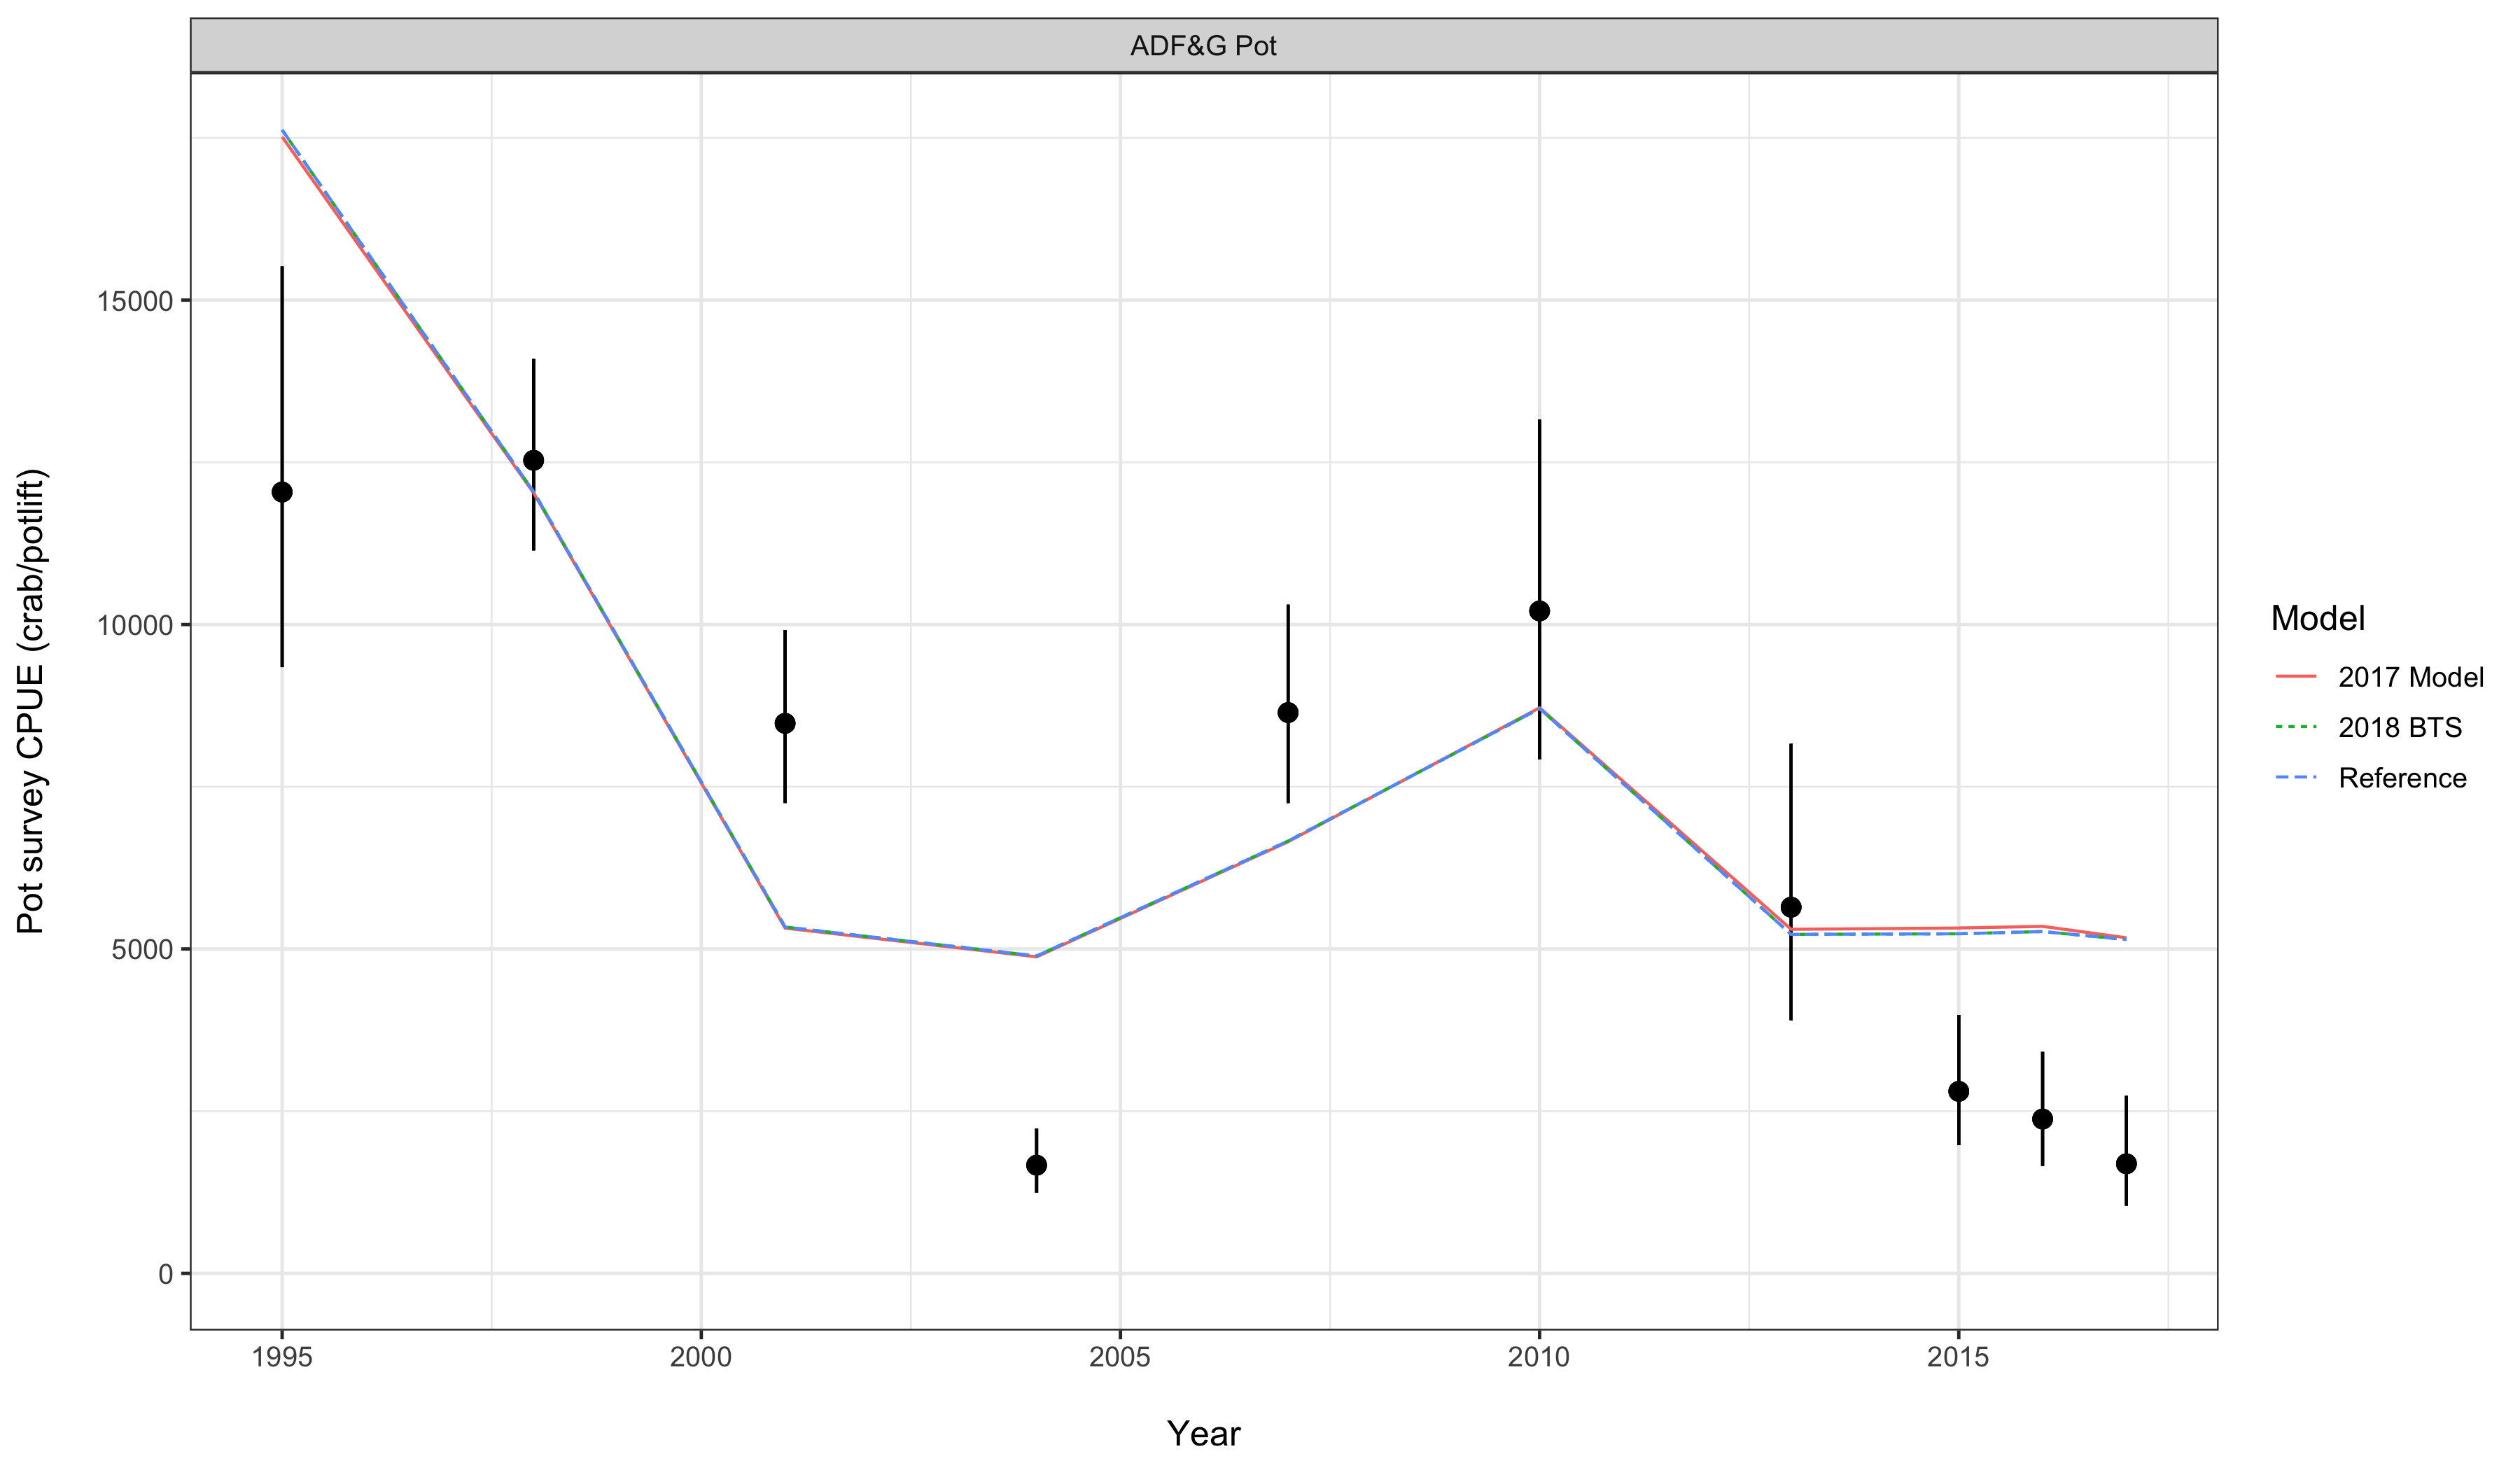 ADF&G Pot
Pot survey CPUE (crab/potlift)
15000
10000
5000
0
1995
2000
2005
2010
2015
Year
Model
2017 Model
2018 BTS
Reference